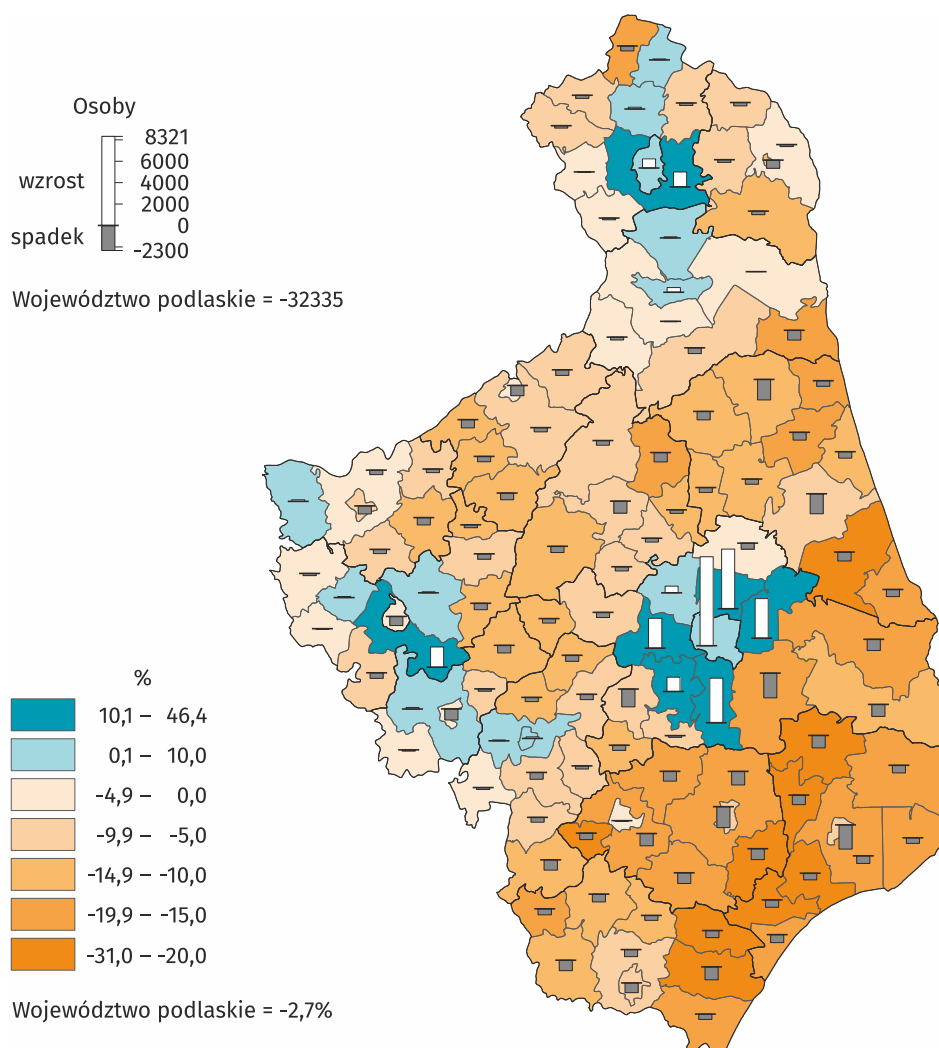 Osoby
8321
6000
wzrost
4000
2000
0
spadek
-2300
Województwo podlaskie = -32335
%
10,1 – 46,4
0,1 – 10,0
-4,9 – 0,0
-9,9 – -5,0
-14,9 – -10,0
-19,9 – -15,0
-31,0 – -20,0
Województwo podlaskie = -2,7%